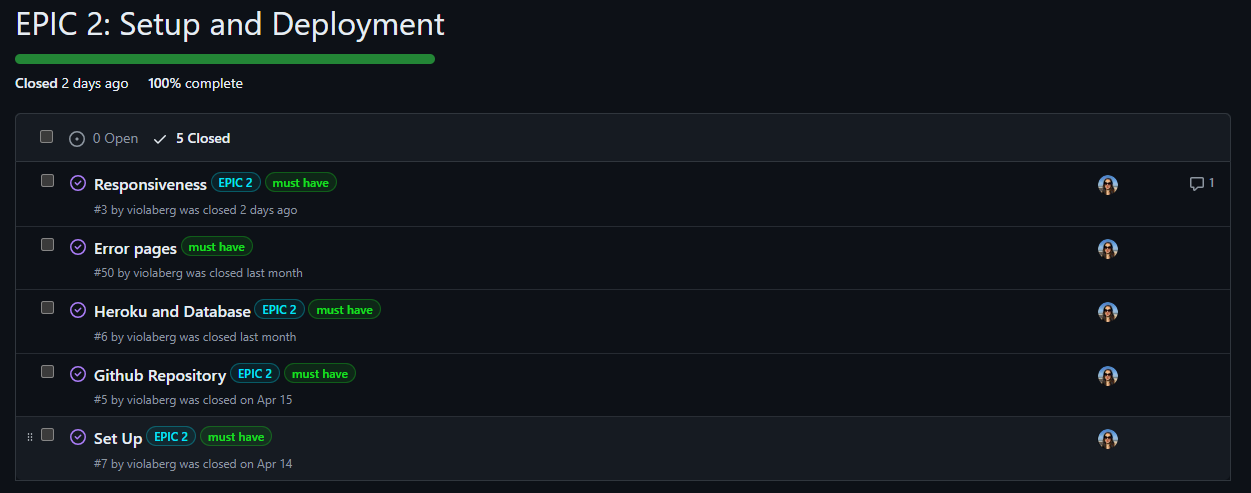 EPIC 2: Setup and Deployment
Closed 2 days ago 100% complete
0 Open 5 Closed
Responsiveness EPIC 2 must have
1
#3 by violaberg was closed 2 days ago
Error pages must have
#50 by violaberg was closed last month
Heroku and Database EPIC 2 must have
#6 by violaberg was closed last month
Github Repository EPIC 2 must have
#5 by violaberg was closed on Apr 15
Set Up EPIC 2 must have
#7 by violaberg was closed on Apr 14